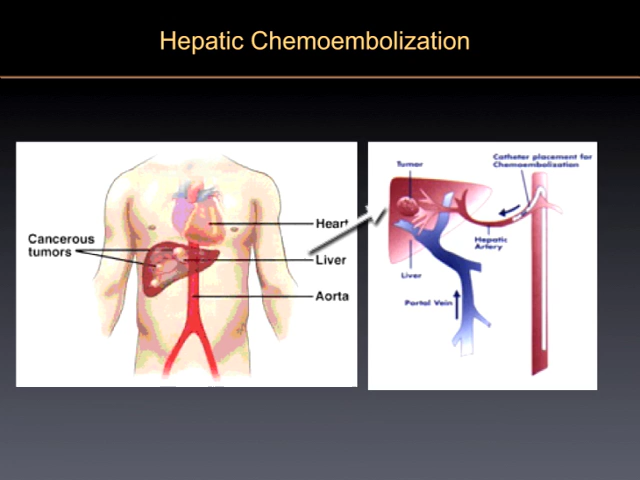 Hepatic Chemoembolization
Cancerous
tumors
Heart
Liver
Aorta
Catheter placement for
Chemoembolization
Tumor
Hepatic
Artery
Liver
Portal Vein